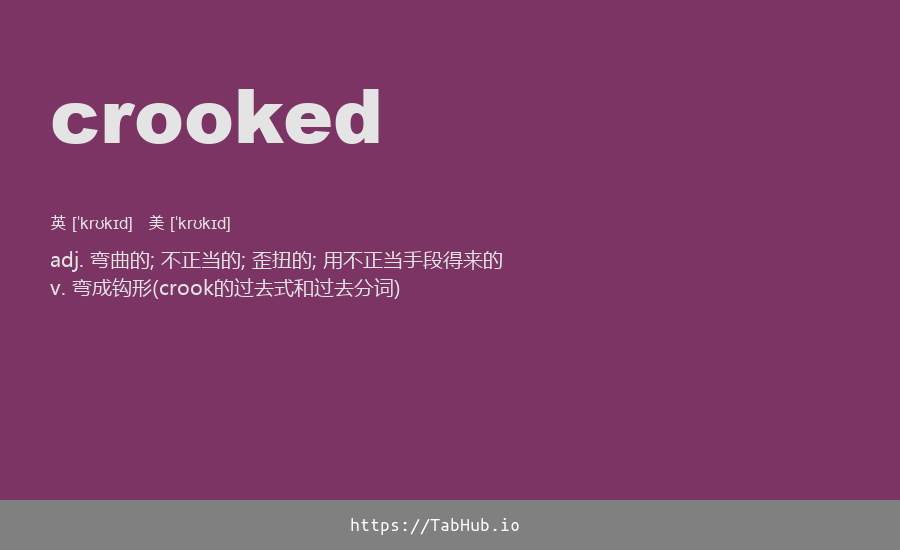 crooked
英 [ˈkrʊkɪd] 美 [ˈkrʊkɪd]
adj. 弯曲的; 不正当的; 歪扭的; 用不正当手段得来的
v. 弯成钩形(crook的过去式和过去分词)
https://TabHub.io